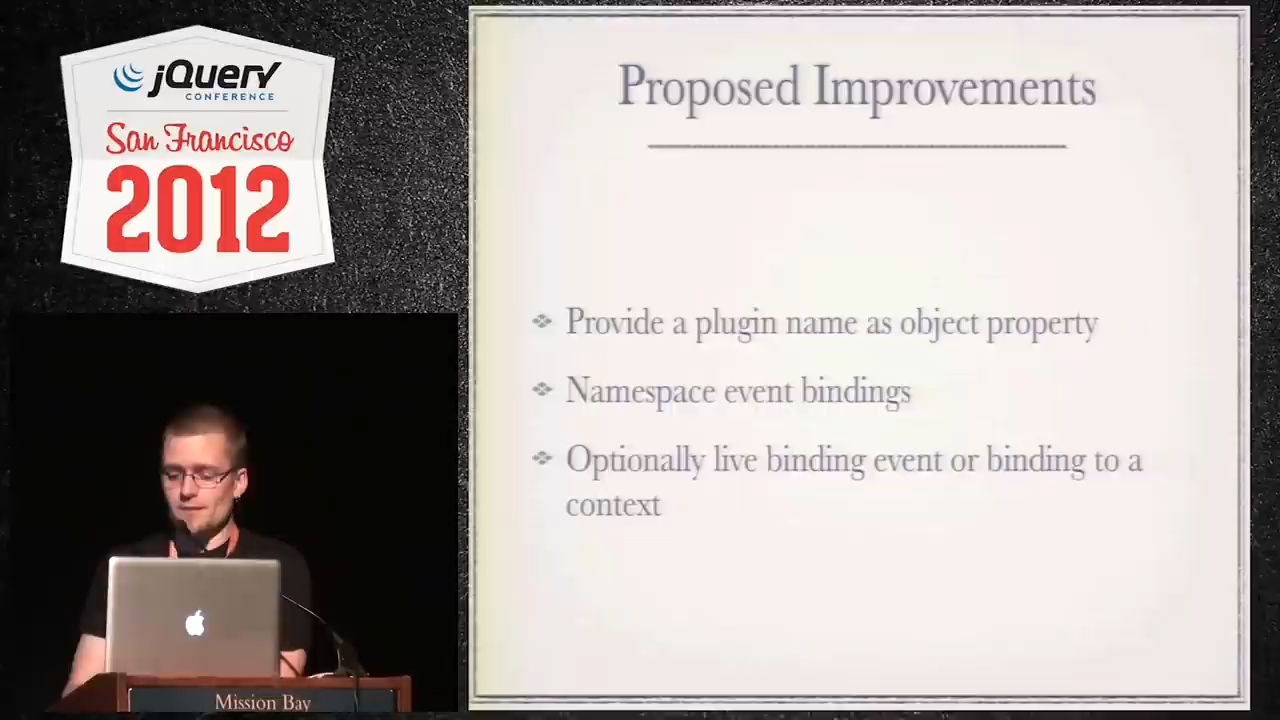 jQuery
CONFERENCE
San Francisco
2012
Proposed Improvements
Provide a plugin name as object property
Namespace event bindings
Optionally live binding event or binding to a
context
Mission Bay